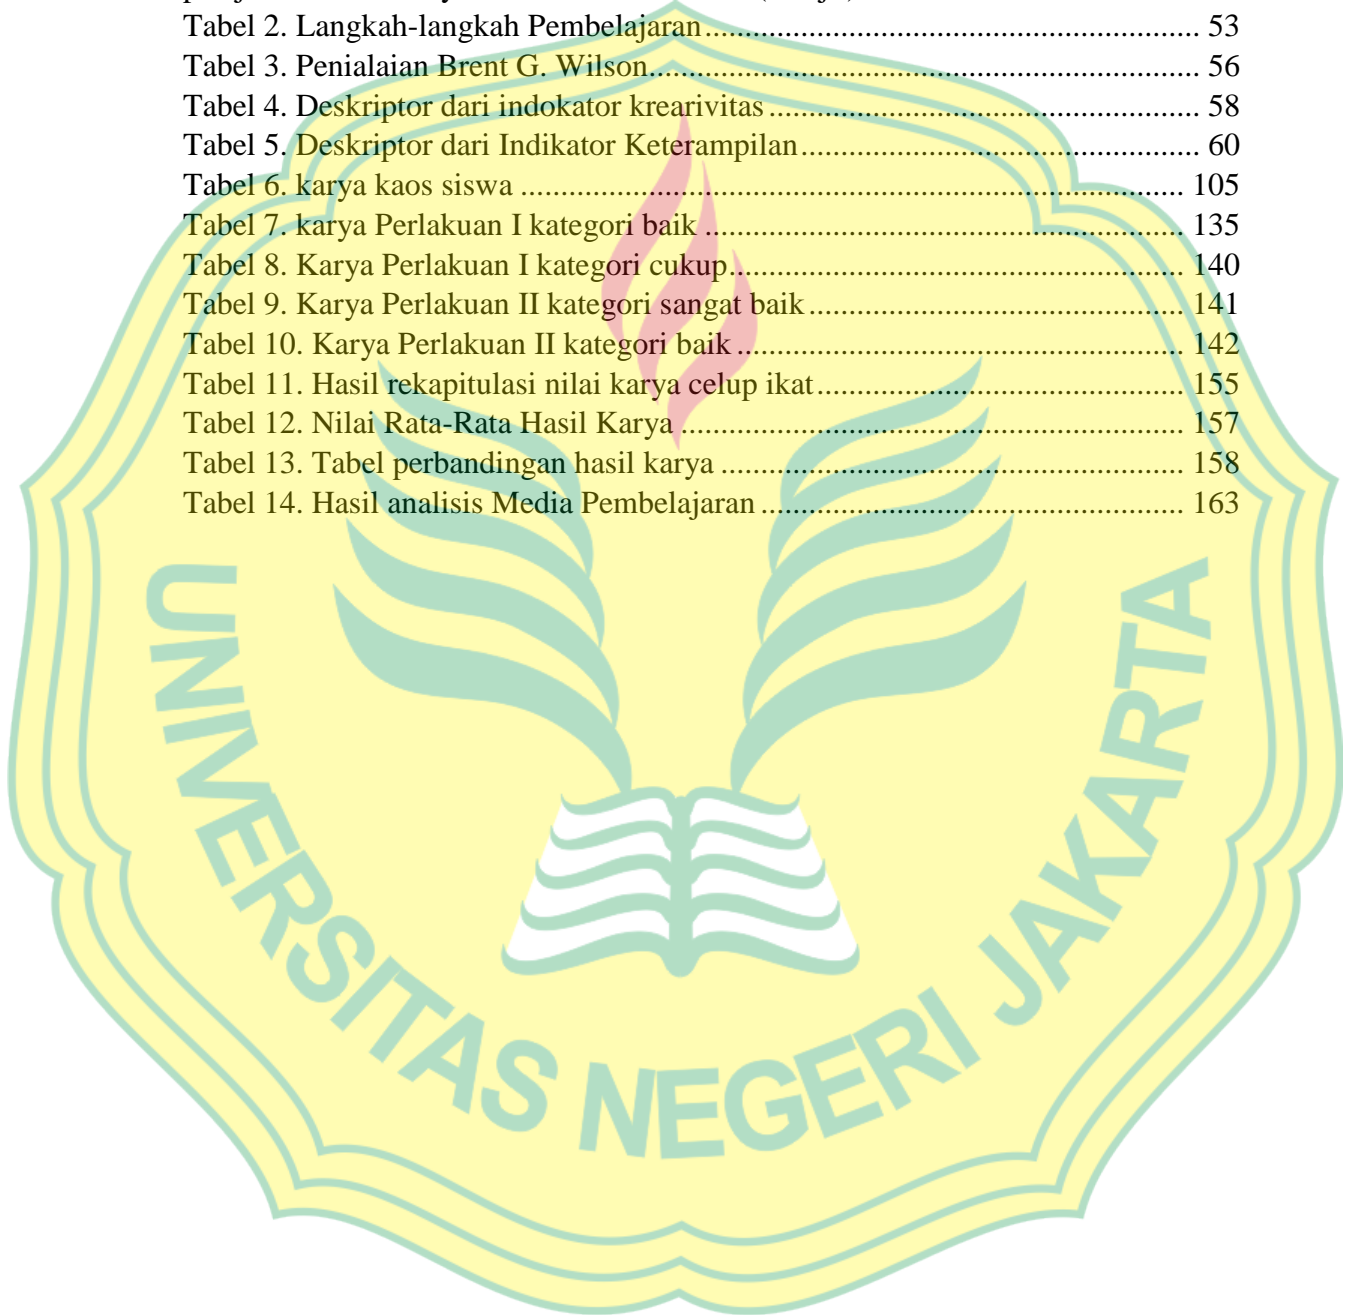 Tabel 2. Langkah-langkah Pembelajaran.............................................................. 53
Tabel 3. Penialaian Brent G. Wilson..................................................................... 56
Tabel 4. Deskriptor dari indokator krearivitas...................................................... 58
Tabel 5. Deskriptor dari Indikator Keterampilan.................................................. 60
Tabel 6. karya kaos siswa ................................................................................... 105
Tabel 7. karya Perlakuan I kategori baik ............................................................ 135
Tabel 8. Karya Perlakuan I kategori cukup ........................................................ 140
Tabel 9. Karya Perlakuan II kategori sangat baik ............................................... 141
Tabel 10. Karya Perlakuan II kategori baik ........................................................ 142
Tabel 11. Hasil rekapitulasi nilai karya celup ikat .............................................. 155
Tabel 12. Nilai Rata-Rata Hasil Karya ............................................................... 157
Tabel 13. Tabel perbandingan hasil karya .......................................................... 158
Tabel 14. Hasil analisis Media Pembelajaran ..................................................... 163
UNIVERSITAS NEGERI JAKARTA